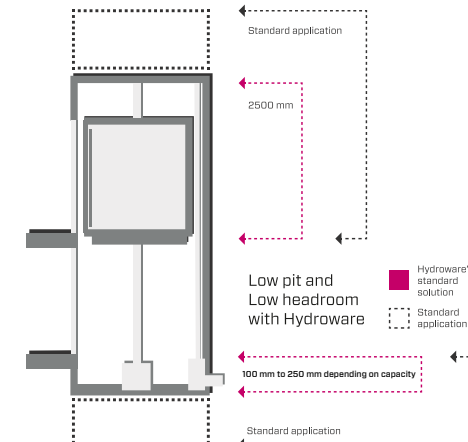 Standard application
2500 mm
Low pit and
Low headroom
with Hydroware
Hydroware'
standard
solution
Standard
application
100 mm to 250 mm depending on capacity
Standard application